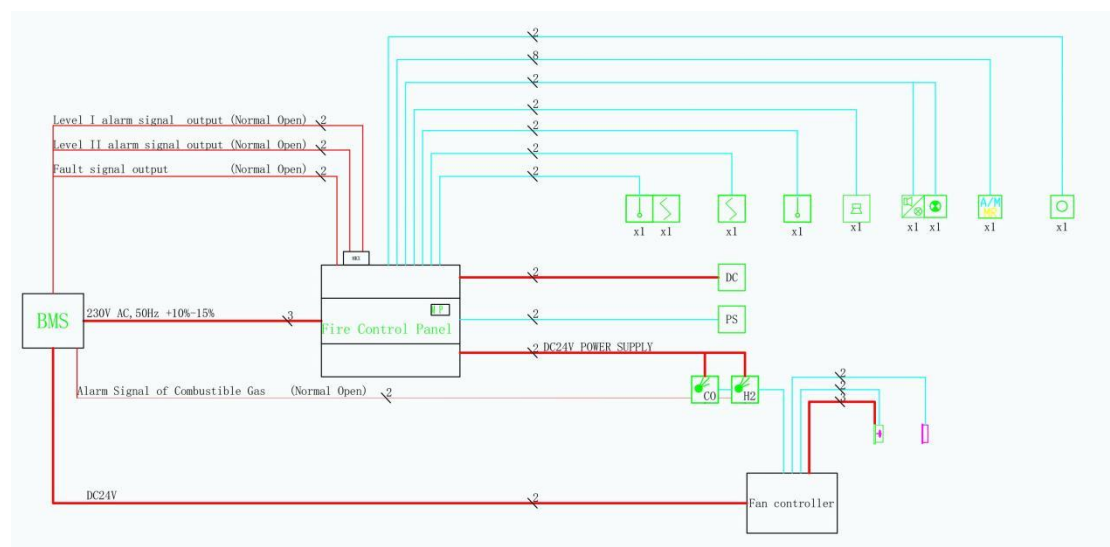 2
8
2
2
2
2
2
Level I alarm signal output (Normal Open) 2
Level II alarm signal output (Normal Open) 2
Fault signal output (Normal Open) 2
A/M
x1 x1 x1 x1 x1 x1 x1 x1 x1
2 DC
BMS 230V AC, 50Hz +10%-15% 3
Fire Control Panel
2 PS
2 DC24V POWER SUPPLY
CO H2
Alarm Signal of Combustible Gas (Normal Open) 2
2
2
3
DC24V 2
Fan controller